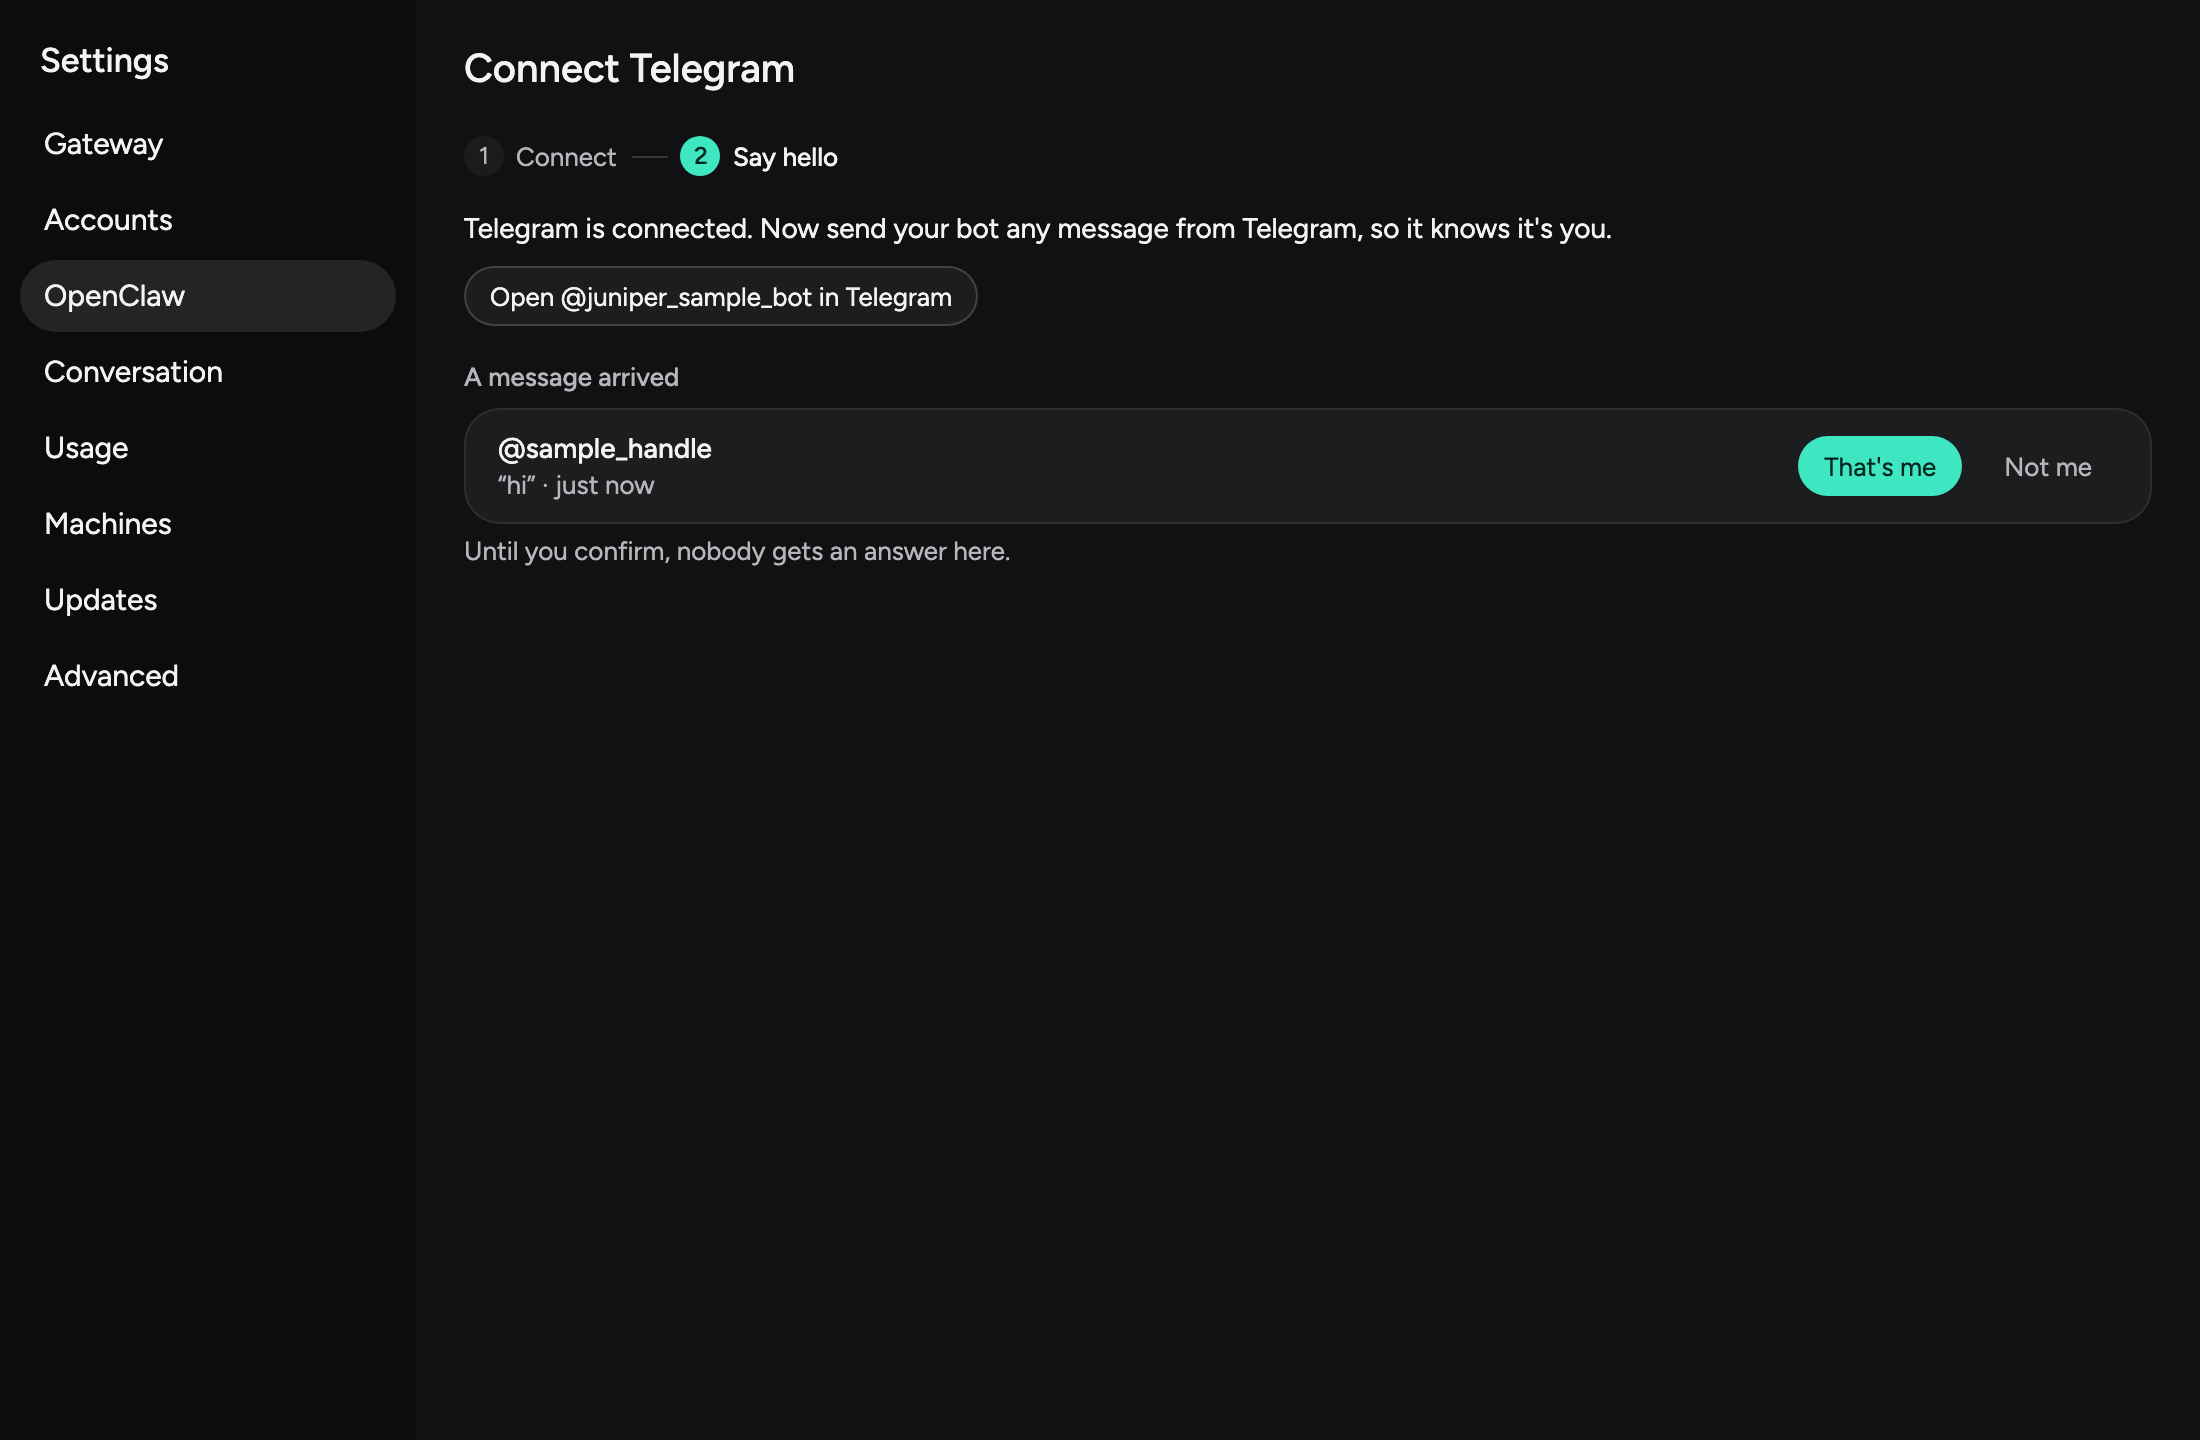 Settings
Gateway
Accounts
OpenClaw
Conversation
Usage
Machines
Updates
Advanced
Connect Telegram
1 Connect 2 Say hello
Telegram is connected. Now send your bot any message from Telegram, so it knows it's you.
Open @juniper_sample_bot in Telegram
A message arrived
@sample_handle
“hi” · just now
That's me
Not me
Until you confirm, nobody gets an answer here.